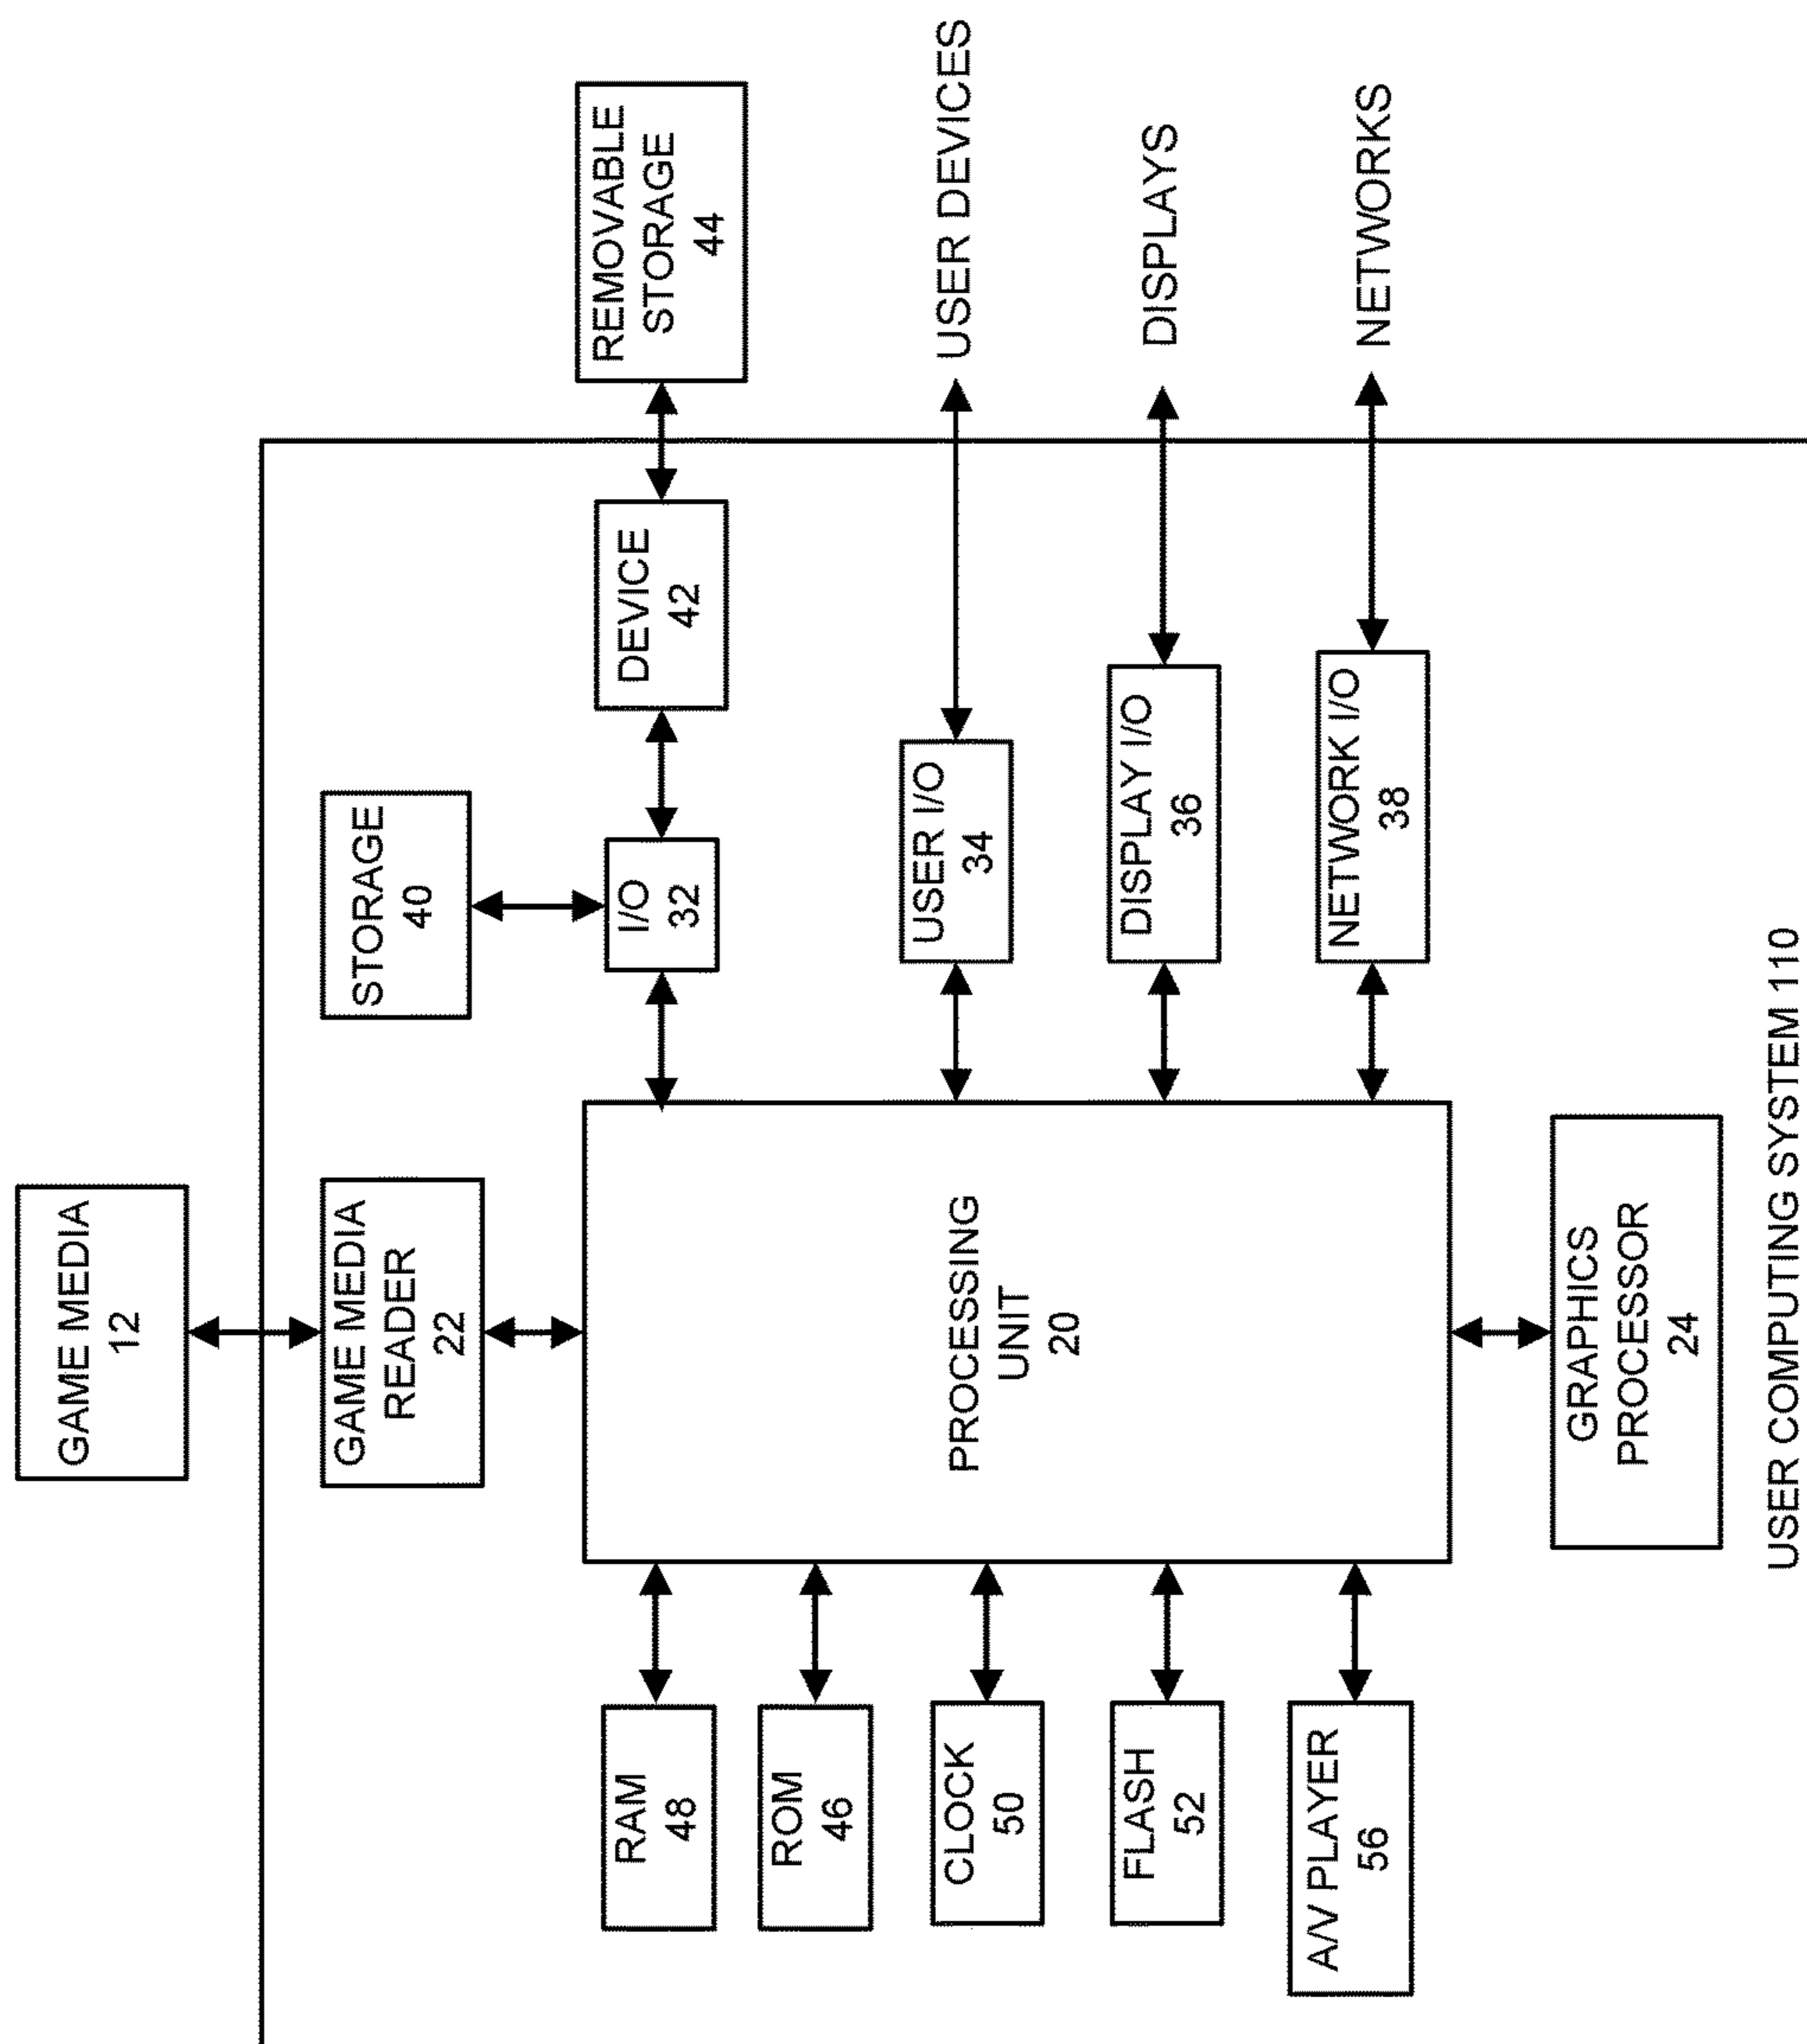 GAME MEDIA
12
GAME MEDIA
READER
22
STORAGE
40
RAM
48
I/O
32
DEVICE
42
REMOVABLE
STORAGE
44
ROM
46
PROCESSING
UNIT
20
CLOCK
50
USER I/O
34
USER DEVICES
FLASH
52
DISPLAY I/O
36
DISPLAYS
A/V PLAYER
56
NETWORK I/O
38
NETWORKS
GRAPHICS
PROCESSOR
24
USER COMPUTING SYSTEM 110